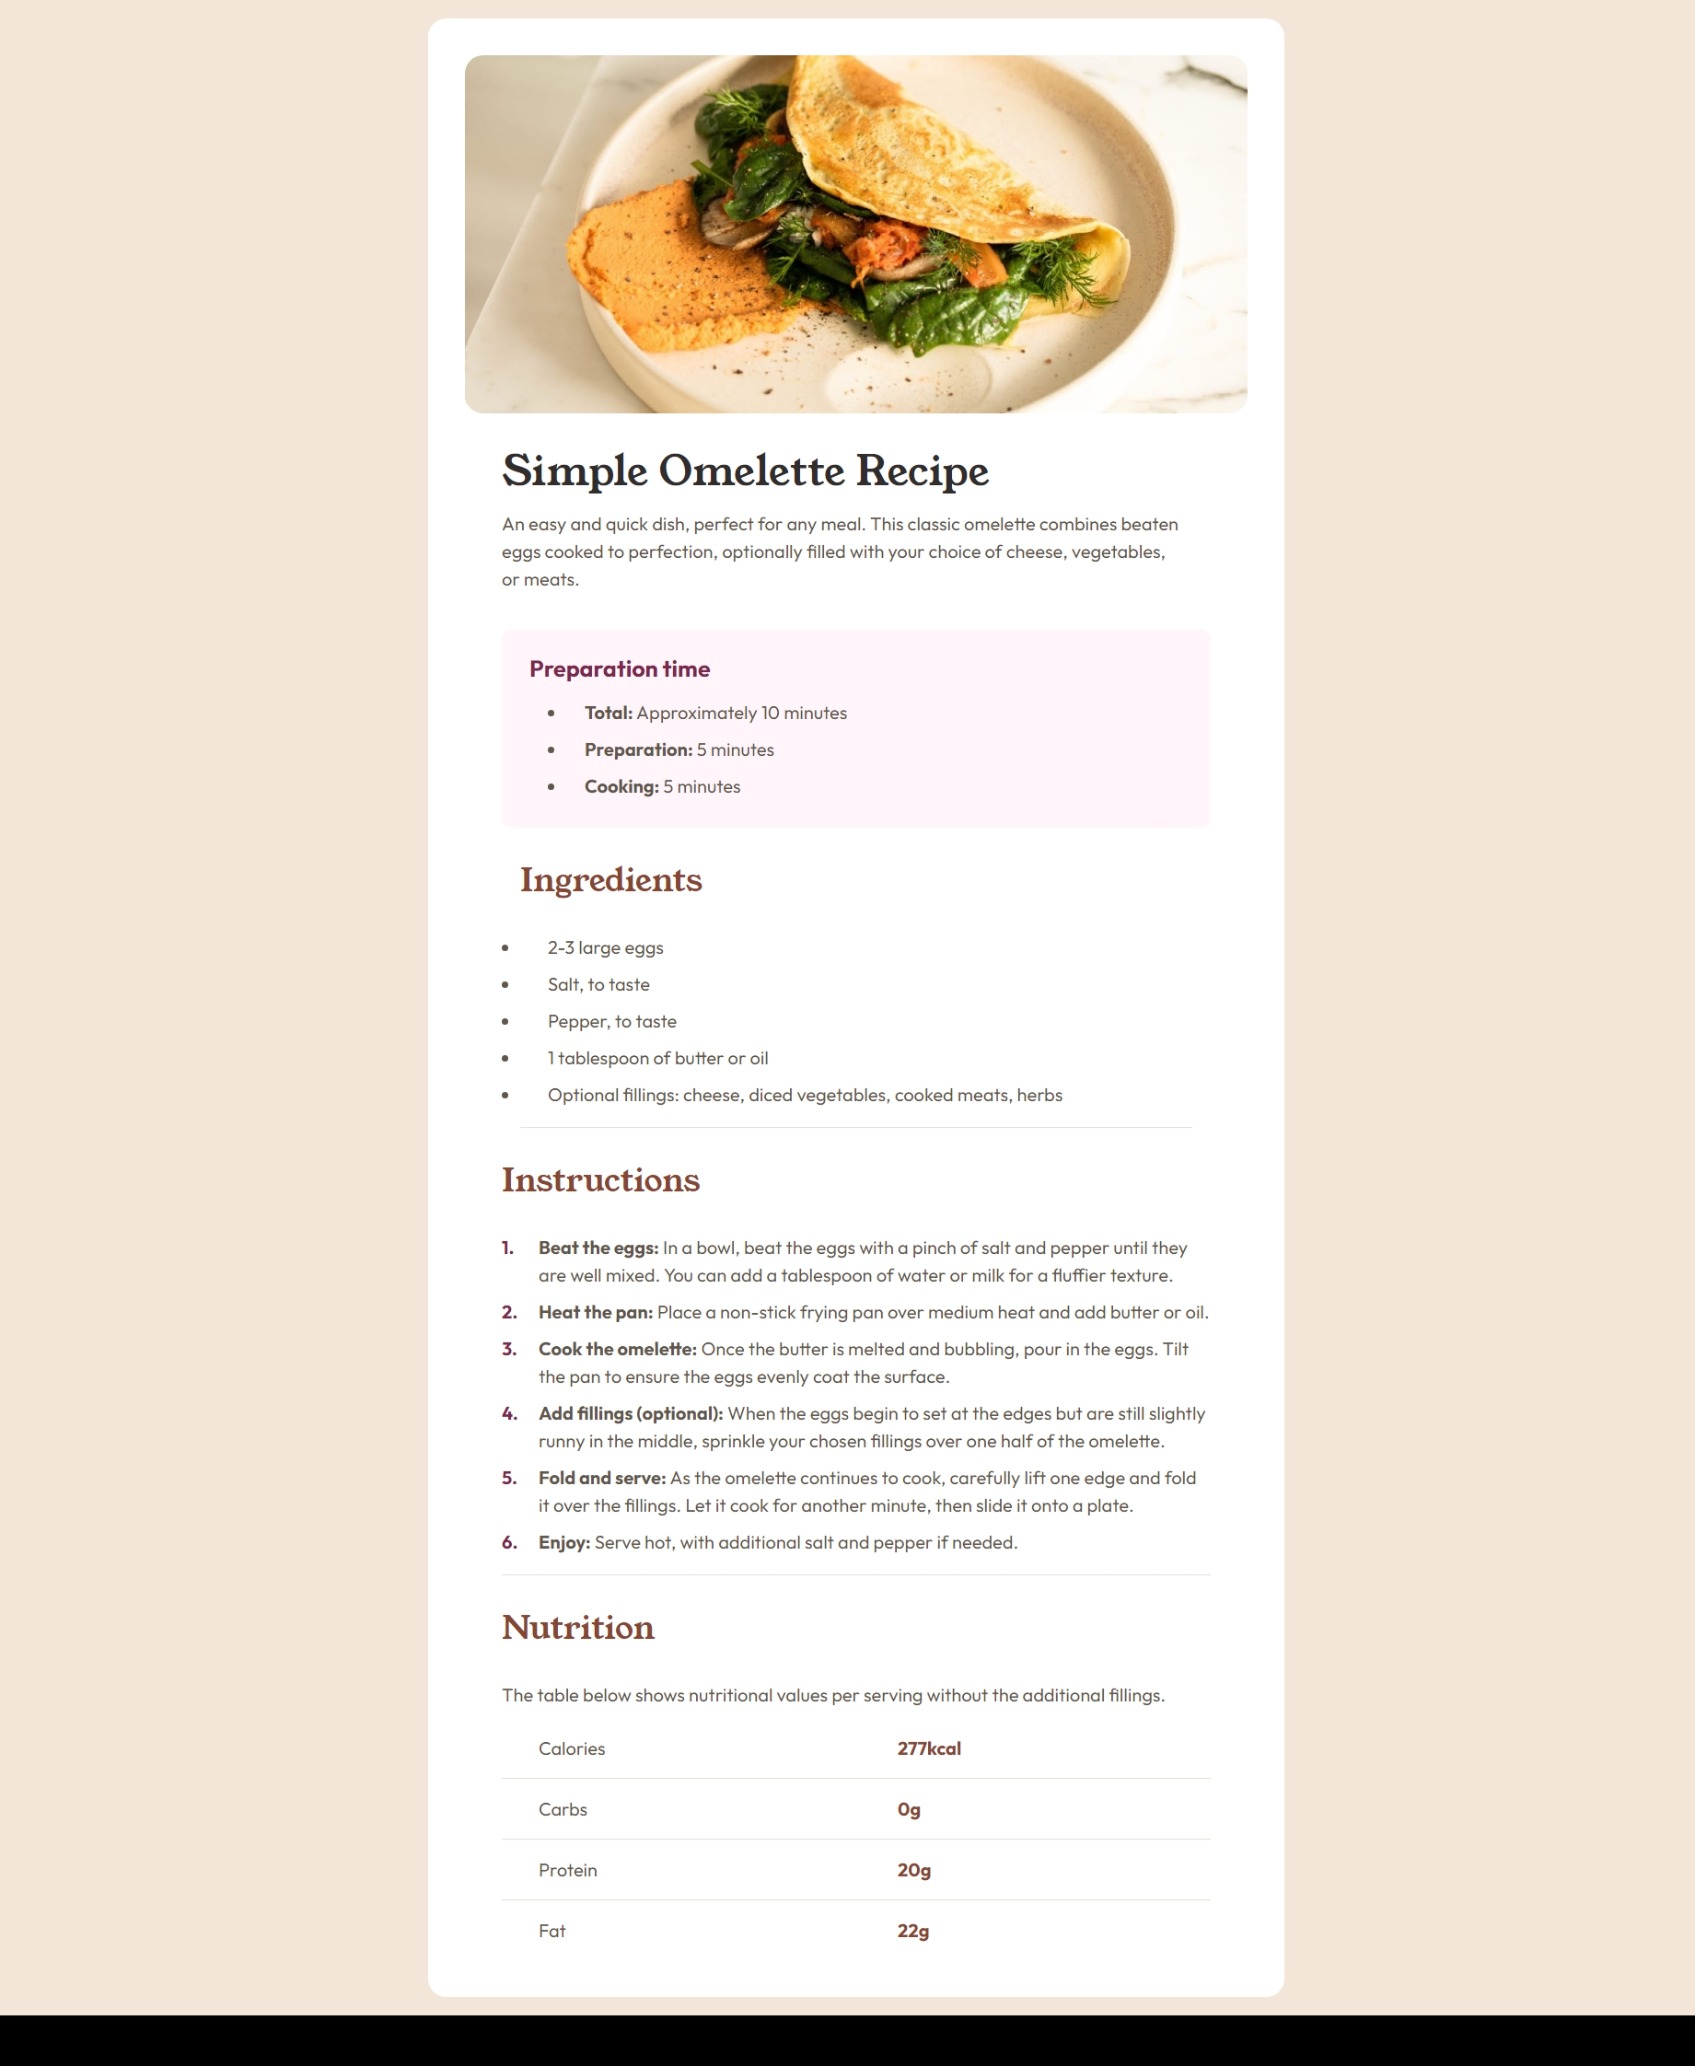 Simple Omelette Recipe
An easy and quick dish, perfect for any meal. This classic omelette combines beaten
eggs cooked to perfection, optionally filled with your choice of cheese, vegetables,
or meats.
Preparation time
• Total: Approximately 10 minutes
• Preparation: 5 minutes
• Cooking: 5 minutes
Ingredients
• 2-3 large eggs
• Salt, to taste
• Pepper, to taste
• 1 tablespoon of butter or oil
• Optional fillings: cheese, diced vegetables, cooked meats, herbs
Instructions
1. Beat the eggs: In a bowl, beat the eggs with a pinch of salt and pepper until they
are well mixed. You can add a tablespoon of water or milk for a fluffier texture.
2. Heat the pan: Place a non-stick frying pan over medium heat and add butter or oil.
3. Cook the omelette: Once the butter is melted and bubbling, pour in the eggs. Tilt
the pan to ensure the eggs evenly coat the surface.
4. Add fillings (optional): When the eggs begin to set at the edges but are still slightly
runny in the middle, sprinkle your chosen fillings over one half of the omelette.
5. Fold and serve: As the omelette continues to cook, carefully lift one edge and fold
it over the fillings. Let it cook for another minute, then slide it onto a plate.
6. Enjoy: Serve hot, with additional salt and pepper if needed.
Nutrition
The table below shows nutritional values per serving without the additional fillings.
Calories 277kcal
Carbs 0g
Protein 20g
Fat 22g